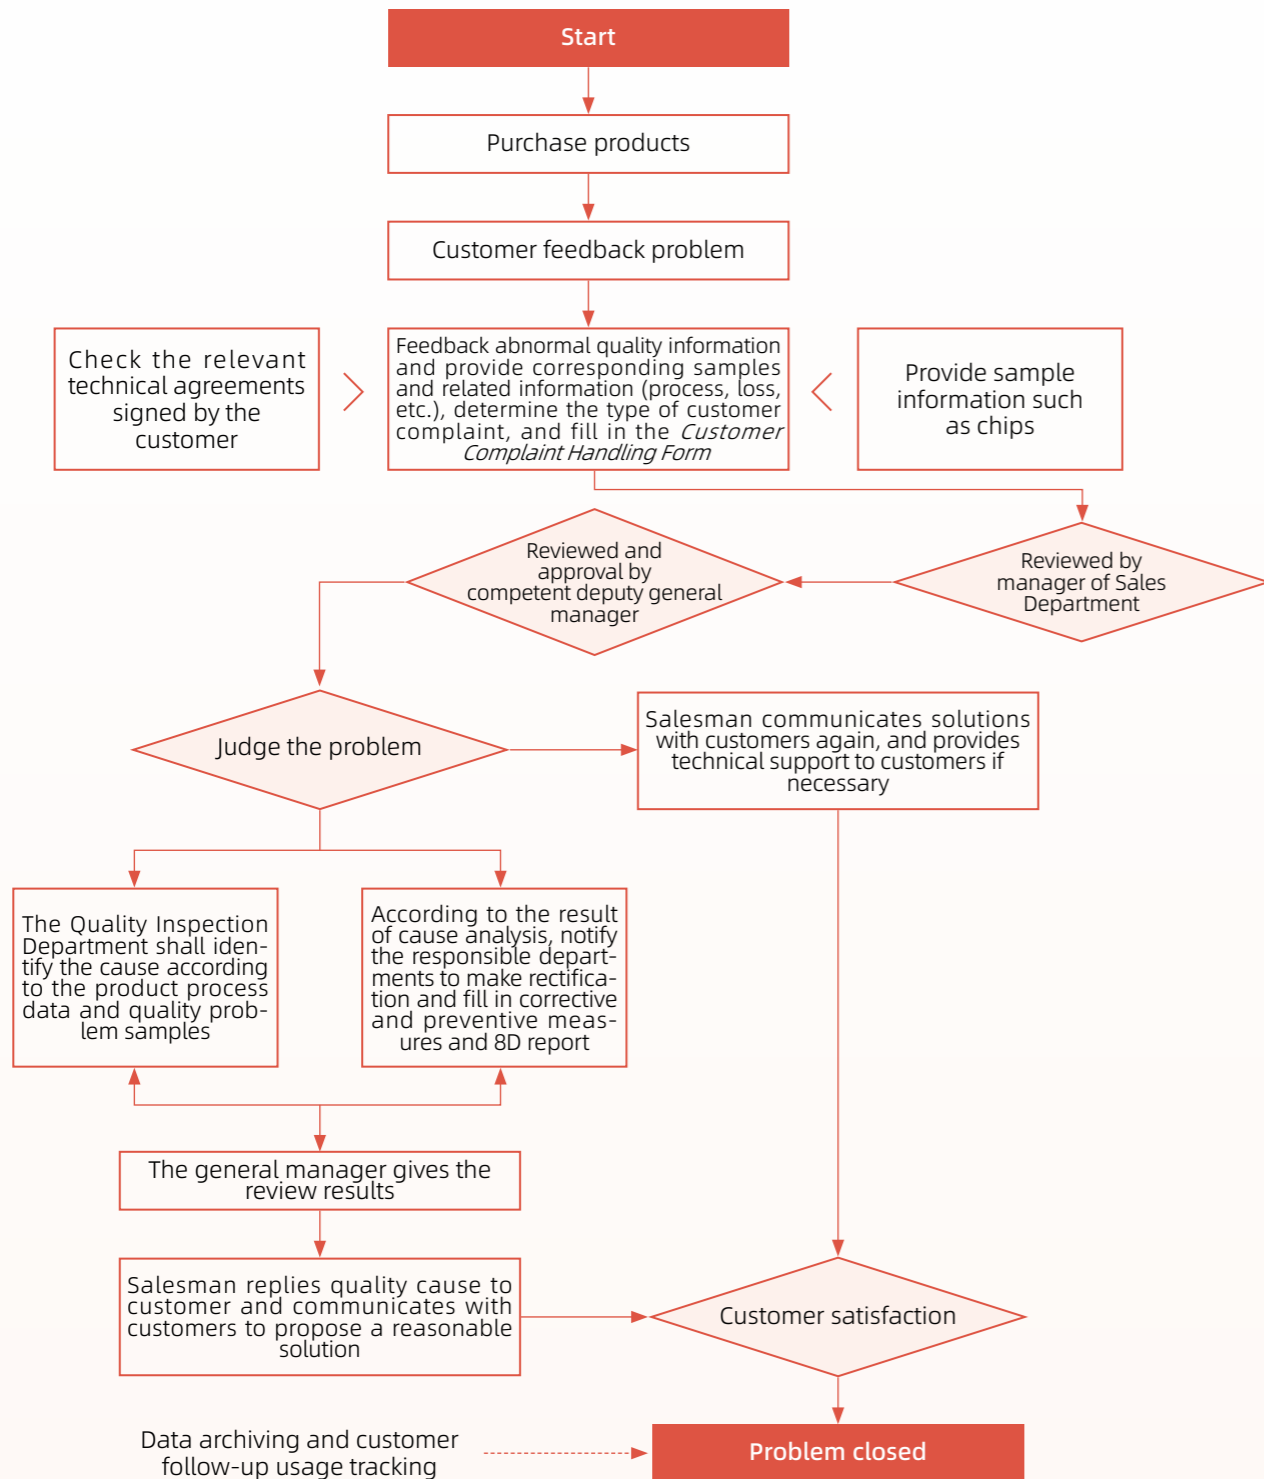 Start
Purchase products
Customer feedback problem
Check the relevant
technical agreements
signed by the
customer
Feedback abnormal quality information
and provide corresponding samples
and related information (process, loss,
etc.), determine the type of customer
complaint, and fill in the Customer
Complaint Handling Form
Provide sample
information such
as chips
Reviewed and
approval by
competent deputy general
manager
Reviewed by
manager of Sales
Department
Judge the problem
Salesman communicates solutions
with customers again, and provides
technical support to customers if
necessary
The Quality Inspection
Department shall iden-
tify the cause according
to the product process
data and quality prob-
lem samples
According to the result
of cause analysis, notify
the responsible depart-
ments to make rectifica-
tion and fill in corrective
and preventive meas-
ures and 8D report
The general manager gives the
review results
Salesman replies quality cause to
customer and communicates with
customers to propose a reasonable
solution
Customer satisfaction
Data archiving and customer
follow-up usage tracking
Problem closed